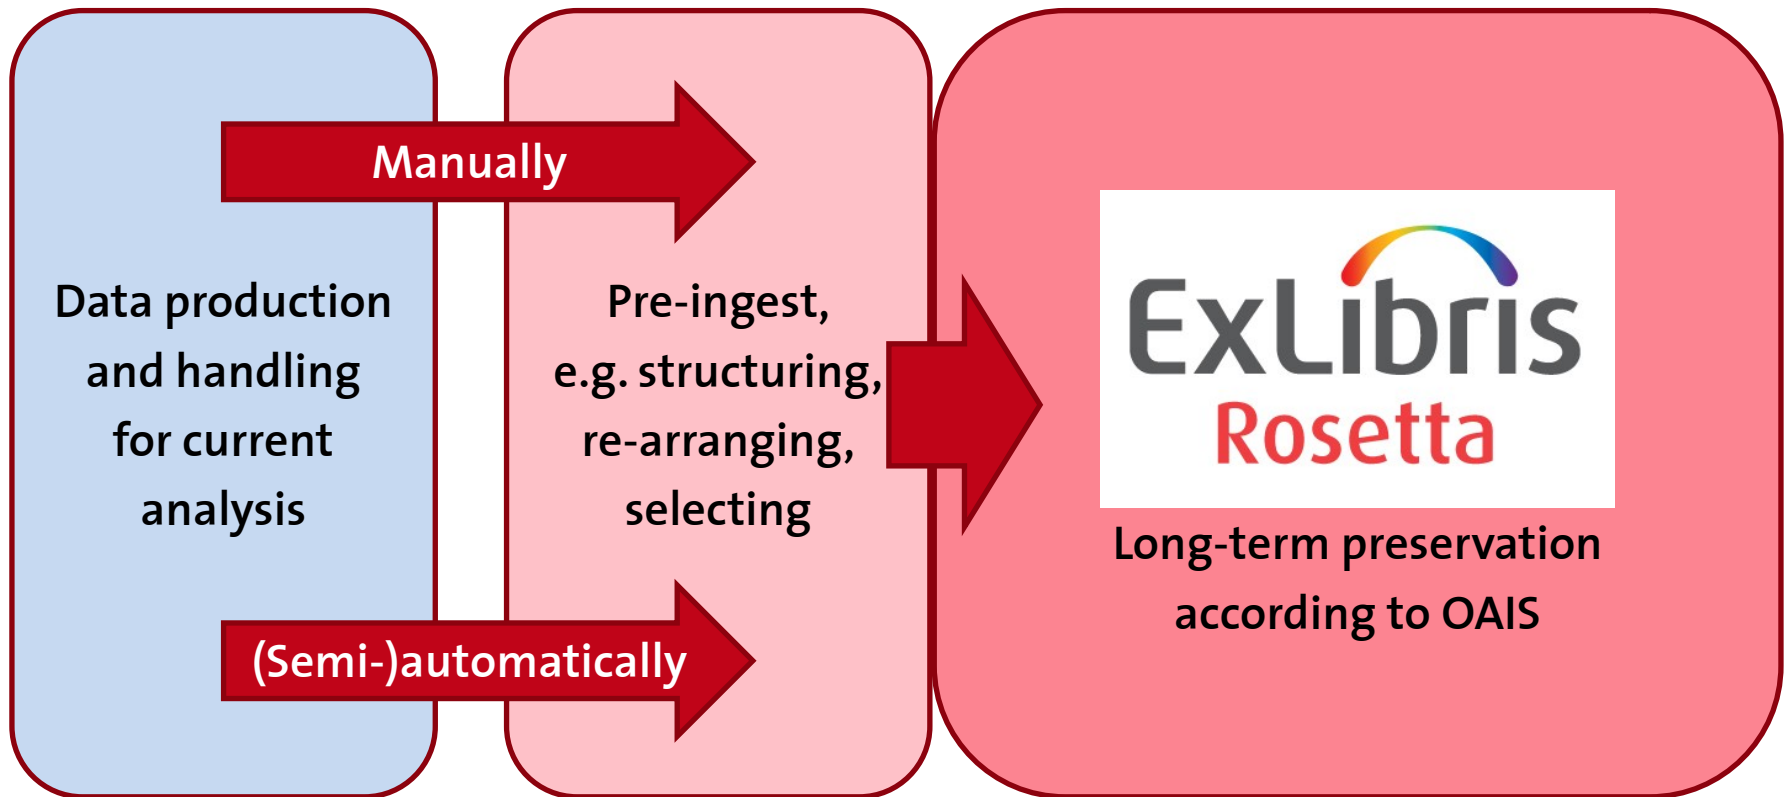 Manually
Data production
and handling
for current
analysis
(Semi-)automatically
Pre-ingest,
e.g. structuring,
re-arranging,
selecting
ExLibris
Rosetta
Long-term preservation
according to OAIS